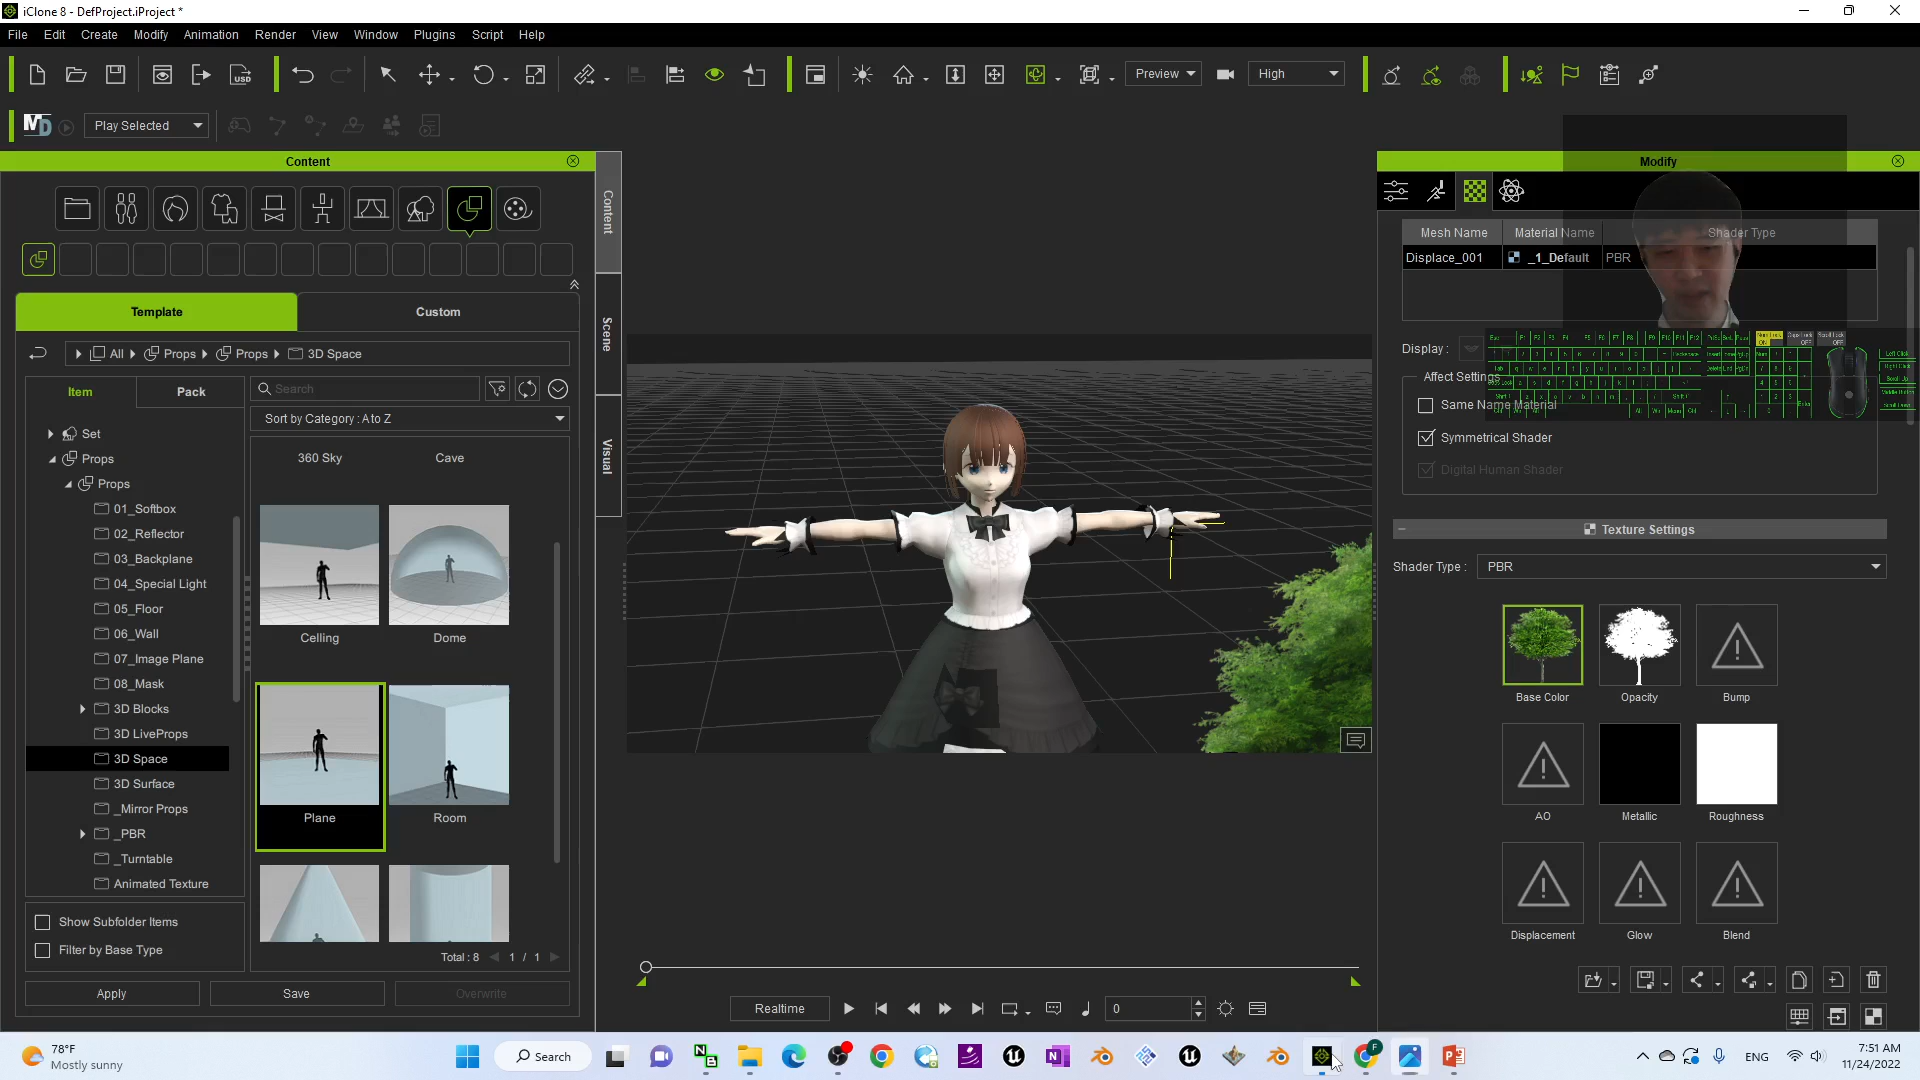 iClone 8 - DefProject.iProject *
File Edit Create Modify Animation Render View Window Plugins Script Help
USD
Preview
High
MD
Play Selected
Content
Modify
Content
Scene
Visual
Template
Custom
All Props Props 3D Space
Item
Pack
Search
Sort by Category : A to Z
Set
Props
Props
01_Softbox
02_Reflector
03_Backplane
04_Special Light
05_Floor
06_Wall
07_Image Plane
08_Mask
3D Blocks
3D LiveProps
3D Space
3D Surface
_Mirror Props
_PBR
_Turntable
Animated Texture
360 Sky
Cave
Celling
Dome
Plane
Room
Show Subfolder Items
Filter by Base Type
Total : 8 1 / 1
Apply
Save
Overwrite
Realtime
0
Mesh Name Material Name Shader Type
Displace_001 _1_Default PBR
Display :
Affect Settings
Same Name Material
Symmetrical Shader
Digital Human Shader
Texture Settings
Shader Type : PBR
Base Color
Opacity
Bump
AO
Metallic
Roughness
Displacement
Glow
Blend
78°F
Mostly sunny
Search
ENG
7:51 AM
11/24/2022